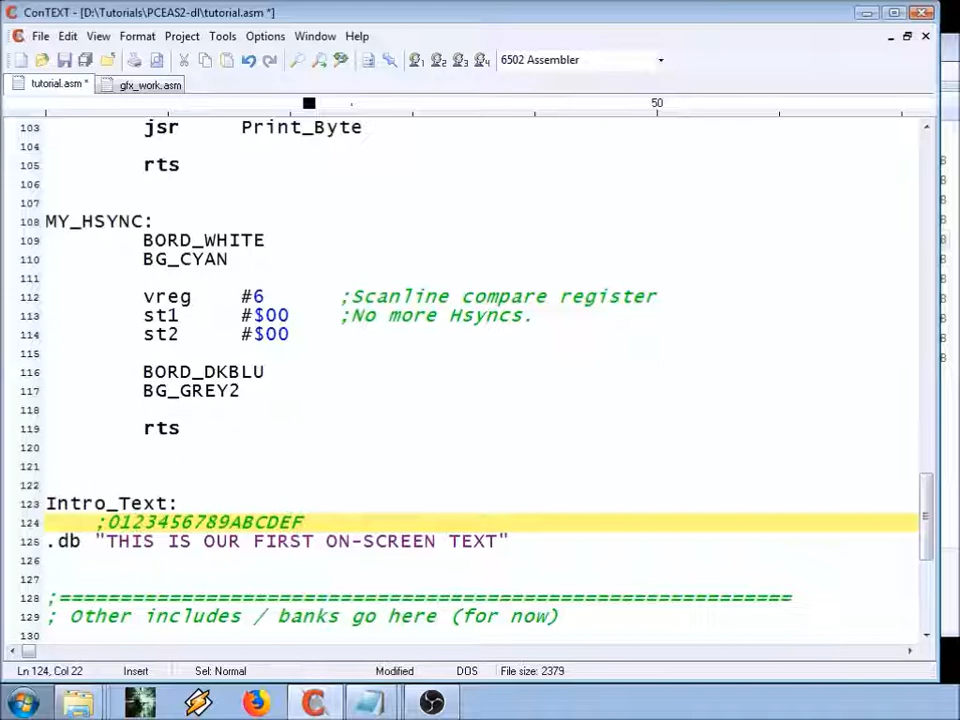 ConTEXT - [D:\Tutorials\PCEAS2-dl\tutorial.asm *]
File Edit View Format Project Tools Options Window Help
6502 Assembler
tutorial.asm * gfx_work.asm
50
103 jsr Print_Byte
104
105 rts
106
107
108 MY_HSYNC:
109 BORD_WHITE
110 BG_CYAN
111
112 vreg #6 ;Scanline compare register
113 st1 #$00 ;No more Hsyncs.
114 st2 #$00
115
116 BORD_DKBLU
117 BG_GREY2
118
119 rts
120
121
122
123 Intro_Text:
124 ;0123456789ABCDEF
125 .db "THIS IS OUR FIRST ON-SCREEN TEXT"
126
127
128 ;============================================================
129 ; Other includes / banks go here (for now)
130
Ln 124, Col 22 Insert Sel: Normal Modified DOS File size: 2379